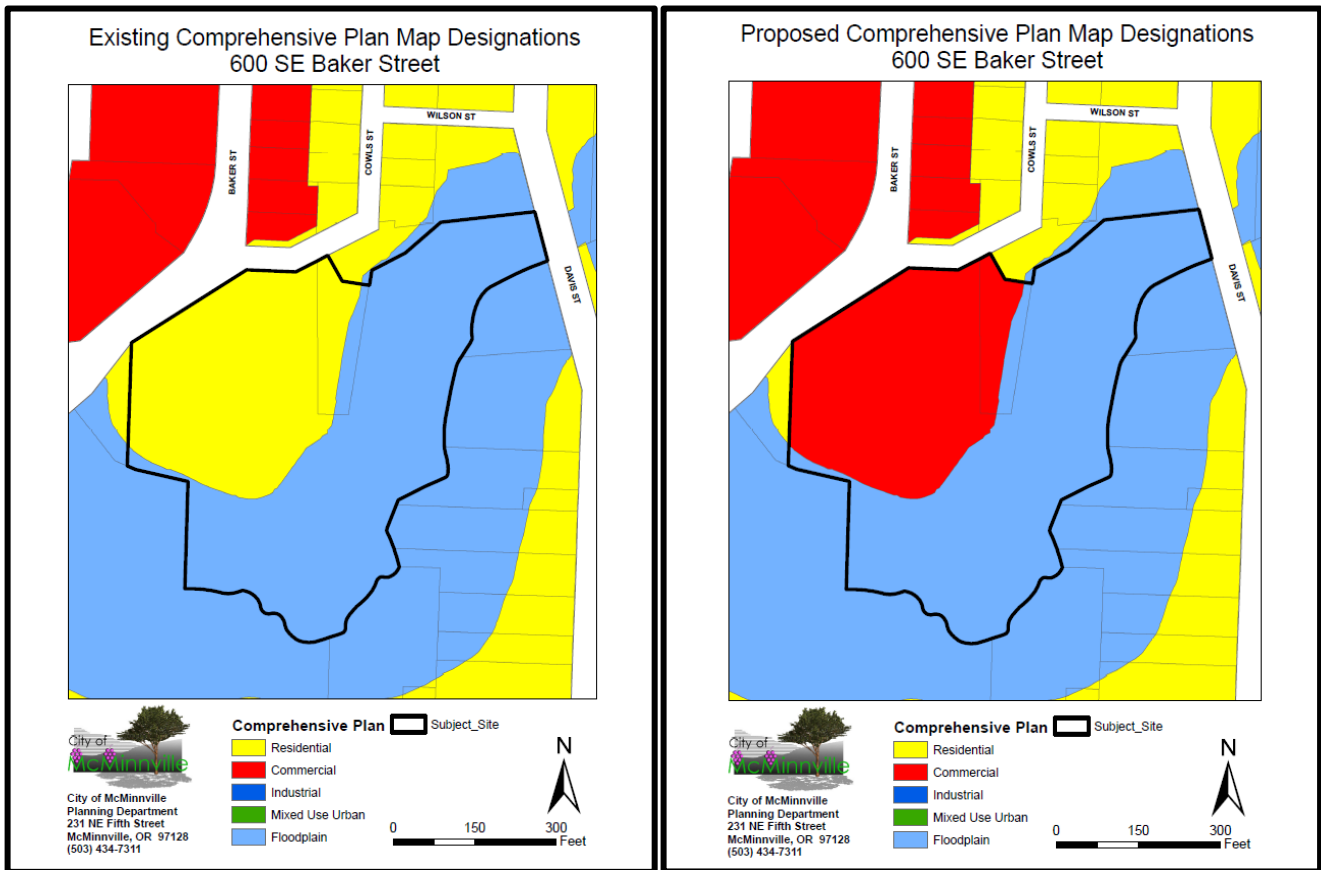 Existing Comprehensive Plan Map Designations
600 SE Baker Street
WILSON ST
BAKER ST
COWLS ST
DAVIS ST
City of
McMinnville
City of McMinnville
Planning Department
231 NE Fifth Street
McMinnville, OR 97128
(503) 434-7311
Comprehensive Plan
Subject_Site
Residential
Commercial
Industrial
Mixed Use Urban
Floodplain
N
0 150 300
Feet
Proposed Comprehensive Plan Map Designations
600 SE Baker Street
WILSON ST
BAKER ST
COWLS ST
DAVIS ST
City of
McMinnville
City of McMinnville
Planning Department
231 NE Fifth Street
McMinnville, OR 97128
(503) 434-7311
Comprehensive Plan
Subject_Site
Residential
Commercial
Industrial
Mixed Use Urban
Floodplain
N
0 150 300
Feet